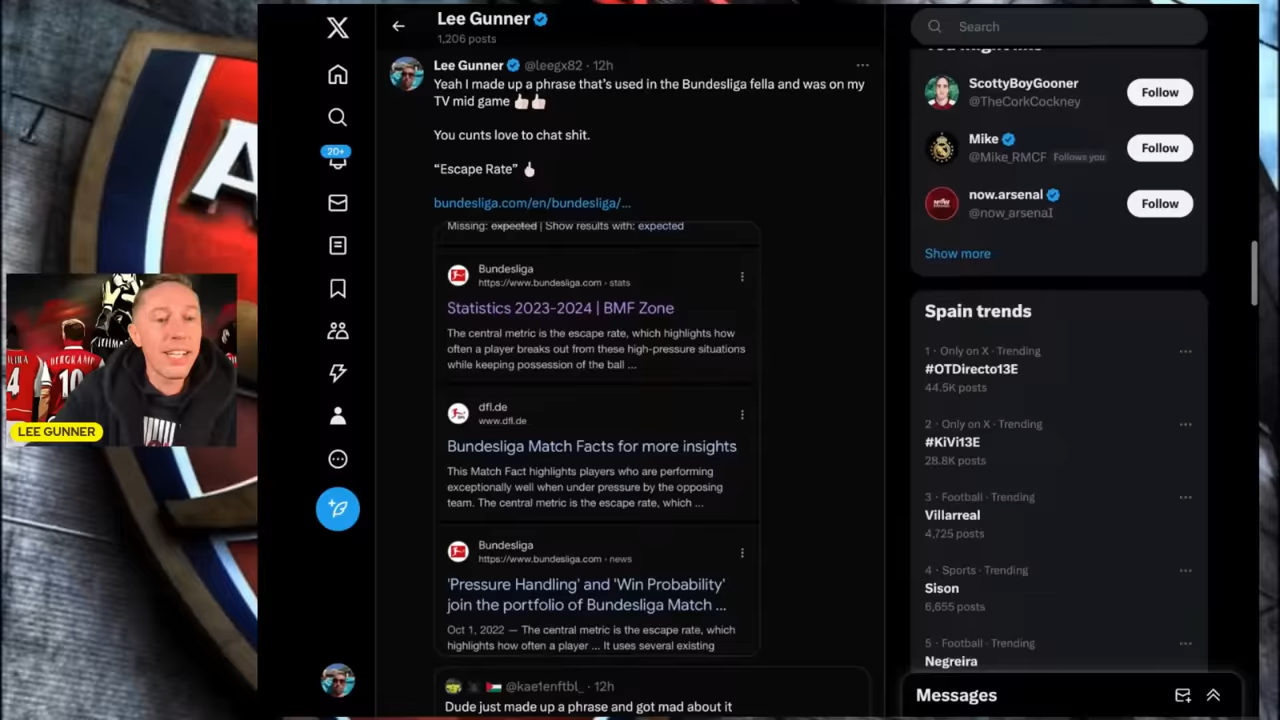 Lee Gunner
1,206 posts
Lee Gunner @leegx82 · 12h
Yeah I made up a phrase that's used in the Bundesliga fella and was on my
TV mid game 👍🏻👍🏻
You cunts love to chat shit.
“Escape Rate” 🖕🏻
bundesliga.com/en/bundesliga/...
Missing: expected | Show results with: expected
Bundesliga
https://www.bundesliga.com › stats
Statistics 2023-2024 | BMF Zone
The central metric is the escape rate, which highlights how
often a player breaks out from these high-pressure situations
while keeping possession of the ball ...
dfl.de
www.dfl.de
Bundesliga Match Facts for more insights
This Match Fact highlights players who are performing
exceptionally well when under pressure by the opposing
team. The central metric is the escape rate, which ...
Bundesliga
https://www.bundesliga.com › news
'Pressure Handling' and 'Win Probability'
join the portfolio of Bundesliga Match ...
Oct 1, 2022 — The central metric is the escape rate, which
highlights how often a player ... It uses several existing
@kae1enftbl_ · 12h
Dude just made up a phrase and got mad about it
20+
Search
You might like
ScottyBoyGooner
@TheCorkCockney
Follow
Mike
@Mike_RMCF Follows you
Follow
now.arsenal
@now_arsenaI
Follow
Show more
Spain trends
1 · Only on X · Trending
#OTDirecto13E
44.5K posts
2 · Only on X · Trending
#KiVi13E
28.8K posts
3 · Football · Trending
Villarreal
4,725 posts
4 · Sports · Trending
Sison
6,655 posts
5 · Football · Trending
Negreira
Messages
4
BERGKAMP
10
LEE GUNNER